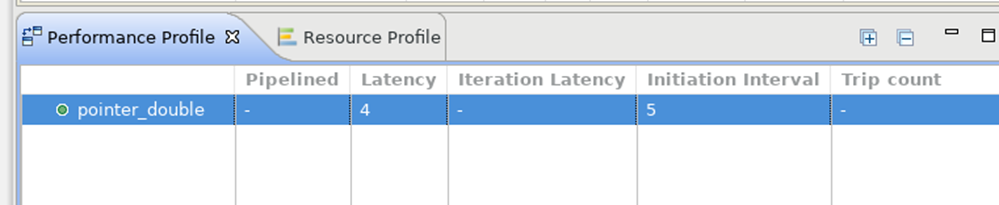 Performance Profile Resource Profile
Pipelined Latency Iteration Latency Initiation Interval Trip count
pointer_double - 4 - 5 -